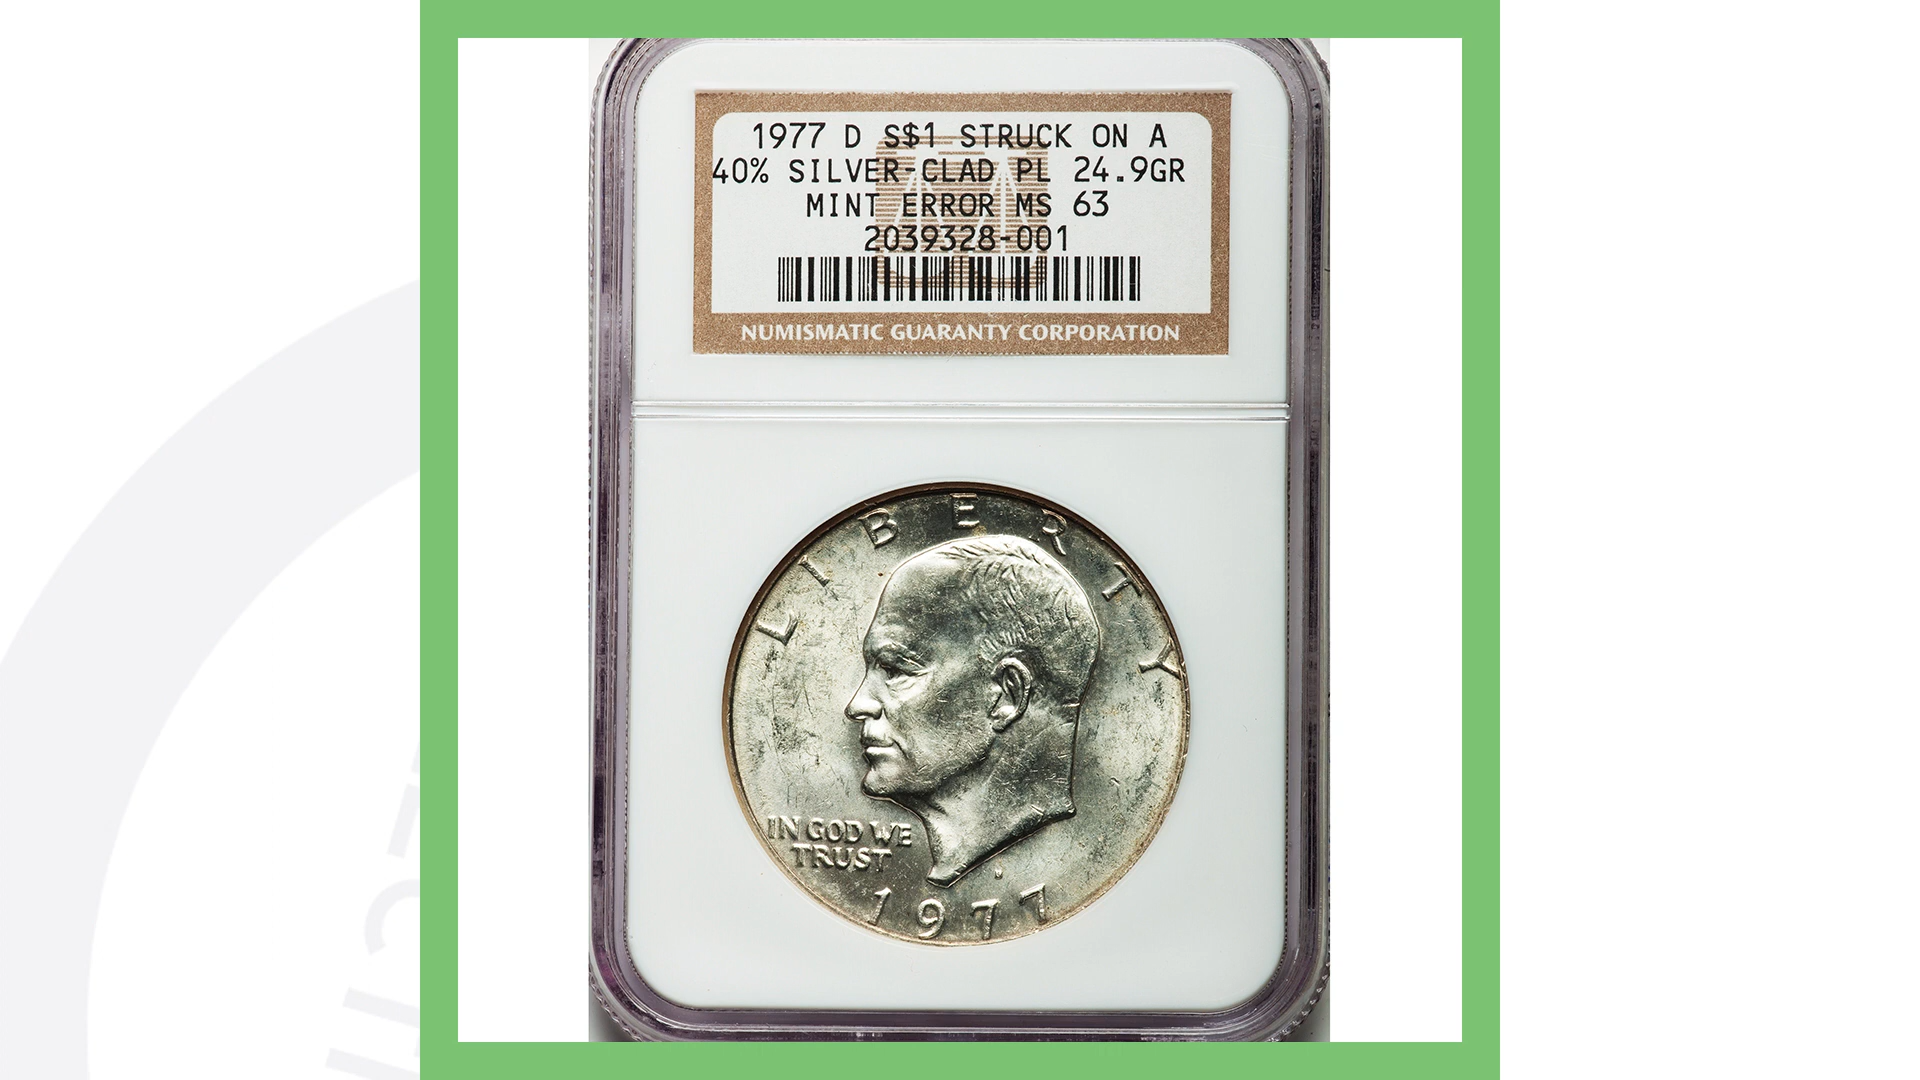 1977 D S$1 STRUCK ON A
40% SILVER-CLAD PL 24.9GR
MINT ERROR MS 63
2039328-001
NUMISMATIC GUARANTY CORPORATION
LIBERTY
IN GOD WE
TRUST
1977